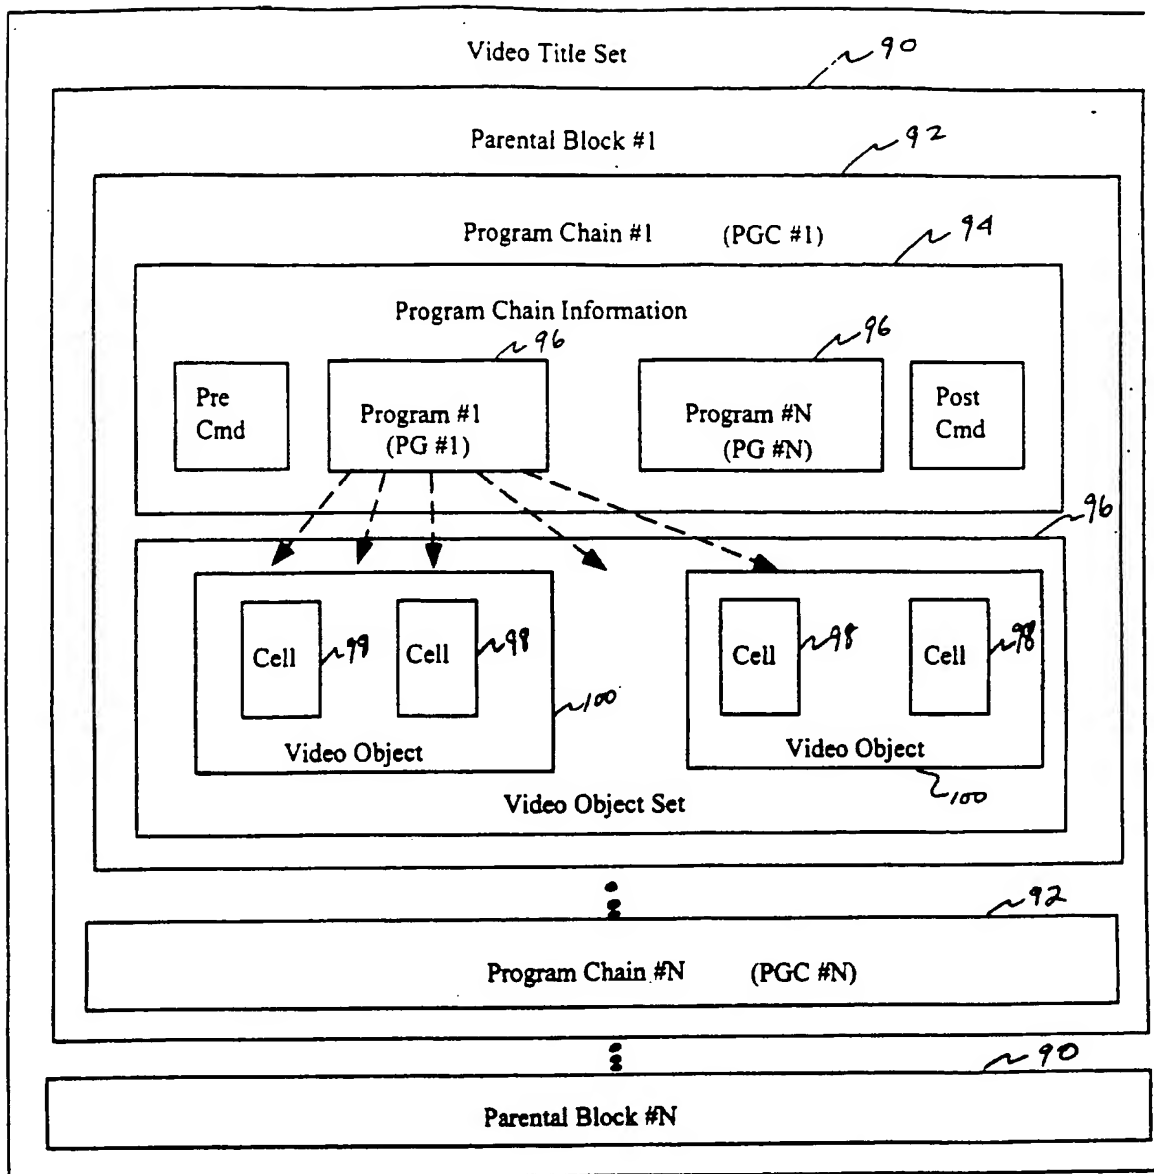 Video Title Set
90
Parental Block #1
92
Program Chain #1 (PGC #1)
94
Program Chain Information
96
96
Pre
Cmd
Program #1
(PG #1)
Program #N
(PG #N)
Post
Cmd
96
Cell
98
Cell
98
Cell
98
Cell
98
100
Video Object
Video Object
100
Video Object Set
92
Program Chain #N (PGC #N)
90
Parental Block #N